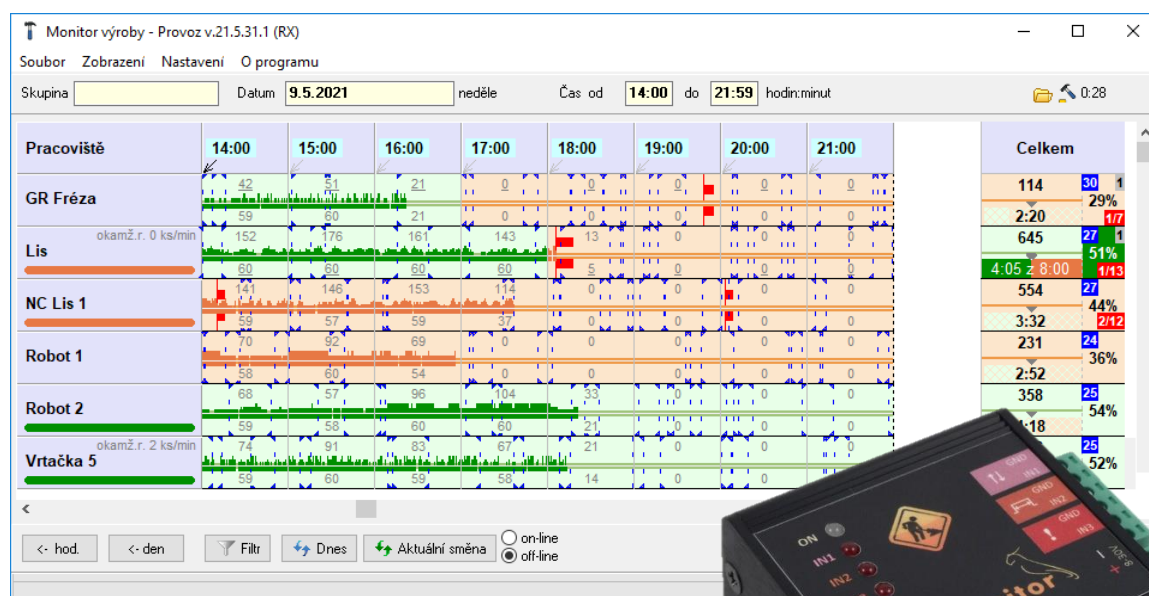 Monitor výroby - Provoz v.21.5.31.1 (RX)
Soubor Zobrazení Nastavení O programu
Skupina Datum 9.5.2021 neděle Čas od 14:00 do 21:59 hodin:minut 0:28
Pracoviště 14:00 15:00 16:00 17:00 18:00 19:00 20:00 21:00 Celkem
42 51 21 0 0 0 0 0 114 30 1
GR Fréza 29%
59 60 21 0 0 0 0 0 2:20 1/7
okamž.r. 0 ks/min 152 176 161 143 13 0 0 0 645 27 1
Lis 51%
60 60 60 60 5 0 0 0 4:05 z 8:00 1/13
141 146 153 114 0 0 0 0 554 27
NC Lis 1 44%
59 57 59 37 0 0 0 0 3:32 2/12
70 92 69 0 0 0 0 0 231 24
Robot 1 36%
58 60 54 0 0 0 0 0 2:52
68 57 96 104 33 0 0 0 358 25
Robot 2 54%
59 58 60 60 21 0 0 0 :18
okamž.r. 2 ks/min 74 91 83 67 21 0 0 0 25
Vrtačka 5 52%
59 60 59 58 14 0 0 0
<- hod. <- den Filtr Dnes Aktuální směna on-line
off-line
GND
IN1
GND
IN2
GND
IN3
ON
IN1
IN2